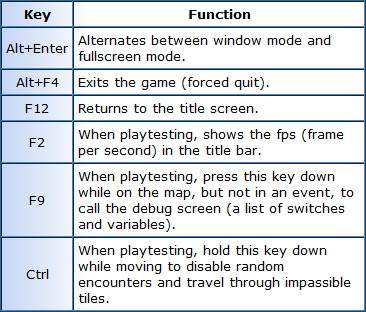 Key Function
Alt+Enter Alternates between window mode and
fullscreen mode.
Alt+F4 Exits the game (forced quit).
F12 Returns to the title screen.
F2 When playtesting, shows the fps (frame
per second) in the title bar.
F9 When playtesting, press this key down
while on the map, but not in an event, to
call the debug screen (a list of switches
and variables).
Ctrl When playtesting, hold this key down
while moving to disable random
encounters and travel through impassible
tiles.